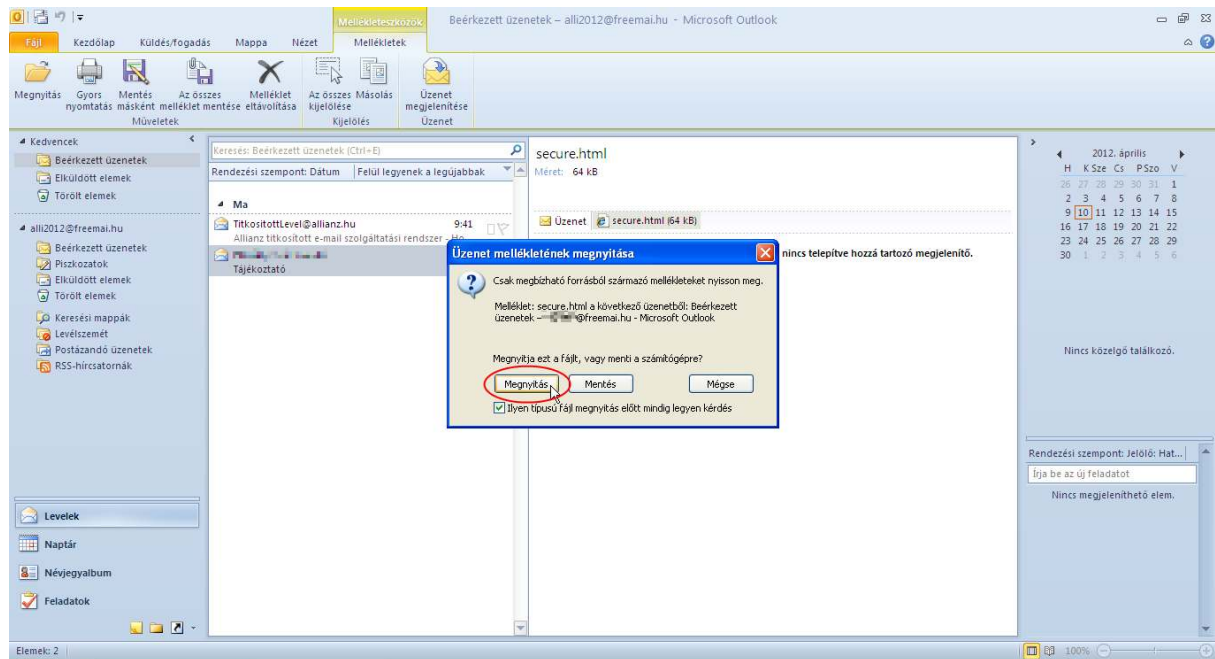 Mellékleteszközök
Beérkezett üzenetek – alli2012@freemai.hu - Microsoft Outlook
Fájl Kezdőlap Küldés/fogadás Mappa Nézet Mellékletek
Megnyitás Gyors nyomtatás Mentés másként Az összes melléklet mentése Melléklet eltávolítása Az összes kijelölése Másolás Üzenet megjelenítése
Műveletek Kijelölés Üzenet
Kedvencek
Beérkezett üzenetek
Elküldött elemek
Törölt elemek
alli2012@freemai.hu
Beérkezett üzenetek
Piszkozatok
Elküldött elemek
Törölt elemek
Keresési mappák
Levélszemét
Postázandó üzenetek
RSS-hírcsatornák
Levelek
Naptár
Névjegyalbum
Feladatok
Keresés: Beérkezett üzenetek (Ctrl+E)
Rendezési szempont: Dátum Felül legyenek a legújabbak
Ma
TitkositottLevel@allianz.hu 9:41
Allianz titkosított e-mail szolgáltatási rendszer - Ho
Tájékoztató
secure.html
Méret: 64 kB
Üzenet secure.html (64 kB)
nincs telepítve hozzá tartozó megjelenítő.
Üzenet mellékletének megnyitása
Csak megbízható forrásból származó mellékleteket nyisson meg.
Melléklet: secure.html a következő üzenetből: Beérkezett
üzenetek – @freemai.hu - Microsoft Outlook
Megnyitja ezt a fájlt, vagy menti a számítógépre?
Megnyitás Mentés Mégse
Ilyen típusú fájl megnyitás előtt mindig legyen kérdés
2012. április
H K Sze Cs P Szo V
26 27 28 29 30 31 1
2 3 4 5 6 7 8
9 10 11 12 13 14 15
16 17 18 19 20 21 22
23 24 25 26 27 28 29
30 1 2 3 4 5 6
Nincs közelgő találkozó.
Rendezési szempont: Jelölő: Hat...
Írja be az új feladatot
Nincs megjeleníthető elem.
Elemek: 2
100%